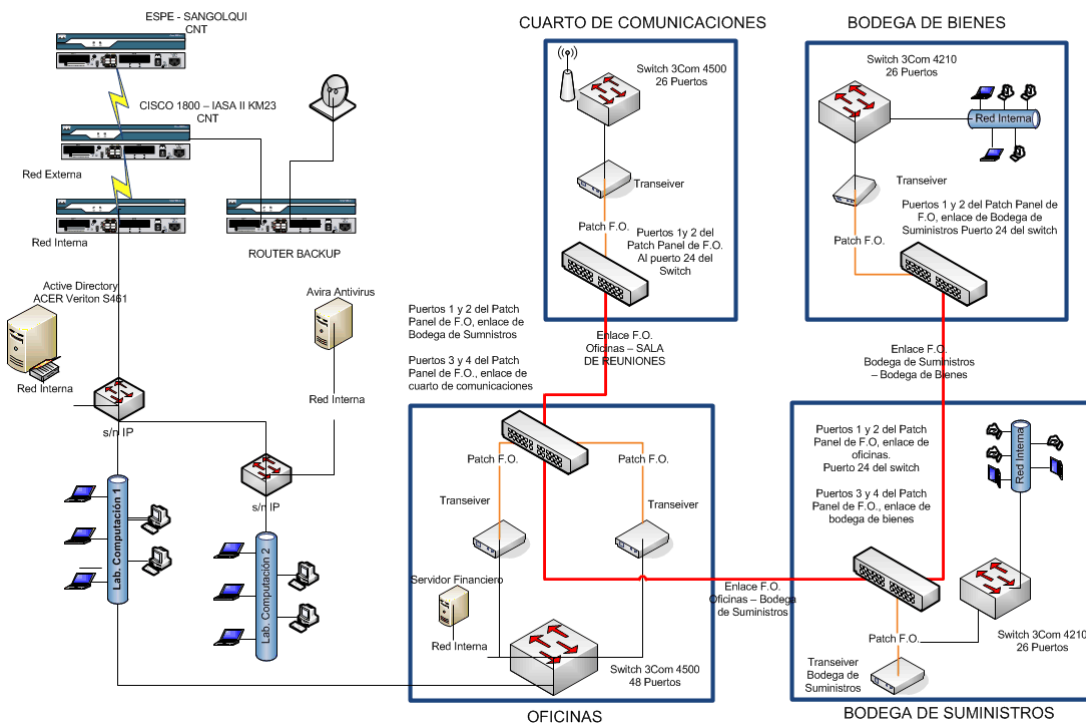 ESPE - SANGOLQUI
CNT
CISCO 1800 – IASA II KM23
CNT
Red Externa
Red Interna
ROUTER BACKUP
Active Directory
ACER Veriton S461
Red Interna
Avira Antivirus
Red Interna
s/n IP
s/n IP
Lab. Computación 1
Lab. Computación 2
CUARTO DE COMUNICACIONES
Switch 3Com 4500
26 Puertos
Transeiver
Patch F.O.
Puertos 1y 2 del
Patch Panel de F.O.
Al puerto 24 del
Switch
Enlace F.O.
Oficinas – SALA
DE REUNIONES
BODEGA DE BIENES
Switch 3Com 4210
26 Puertos
Red Interna
Transeiver
Patch F.O.
Puertos 1 y 2 del Patch Panel de
F.O, enlace de Bodega de
Suministros Puerto 24 del switch
Enlace F.O.
Bodega de Suministros
– Bodega de Bienes
Puertos 1 y 2 del Patch
Panel de F.O, enlace de
Bodega de Sumnistros
Puertos 3 y 4 del Patch
Panel de F.O., enlace de
cuarto de comunicaciones
Patch F.O.
Patch F.O.
Transeiver
Transeiver
Servidor Financiero
Red Interna
Switch 3Com 4500
48 Puertos
OFICINAS
Enlace F.O.
Oficinas – Bodega
de Suministros
Puertos 1 y 2 del Patch
Panel de F.O, enlace de
oficinas.
Puerto 24 del switch
Puertos 3 y 4 del Patch
Panel de F.O., enlace de
bodega de bienes
Red Interna
Patch F.O.
Switch 3Com 4210
26 Puertos
Transeiver
Bodega de
Suministros
BODEGA DE SUMINISTROS